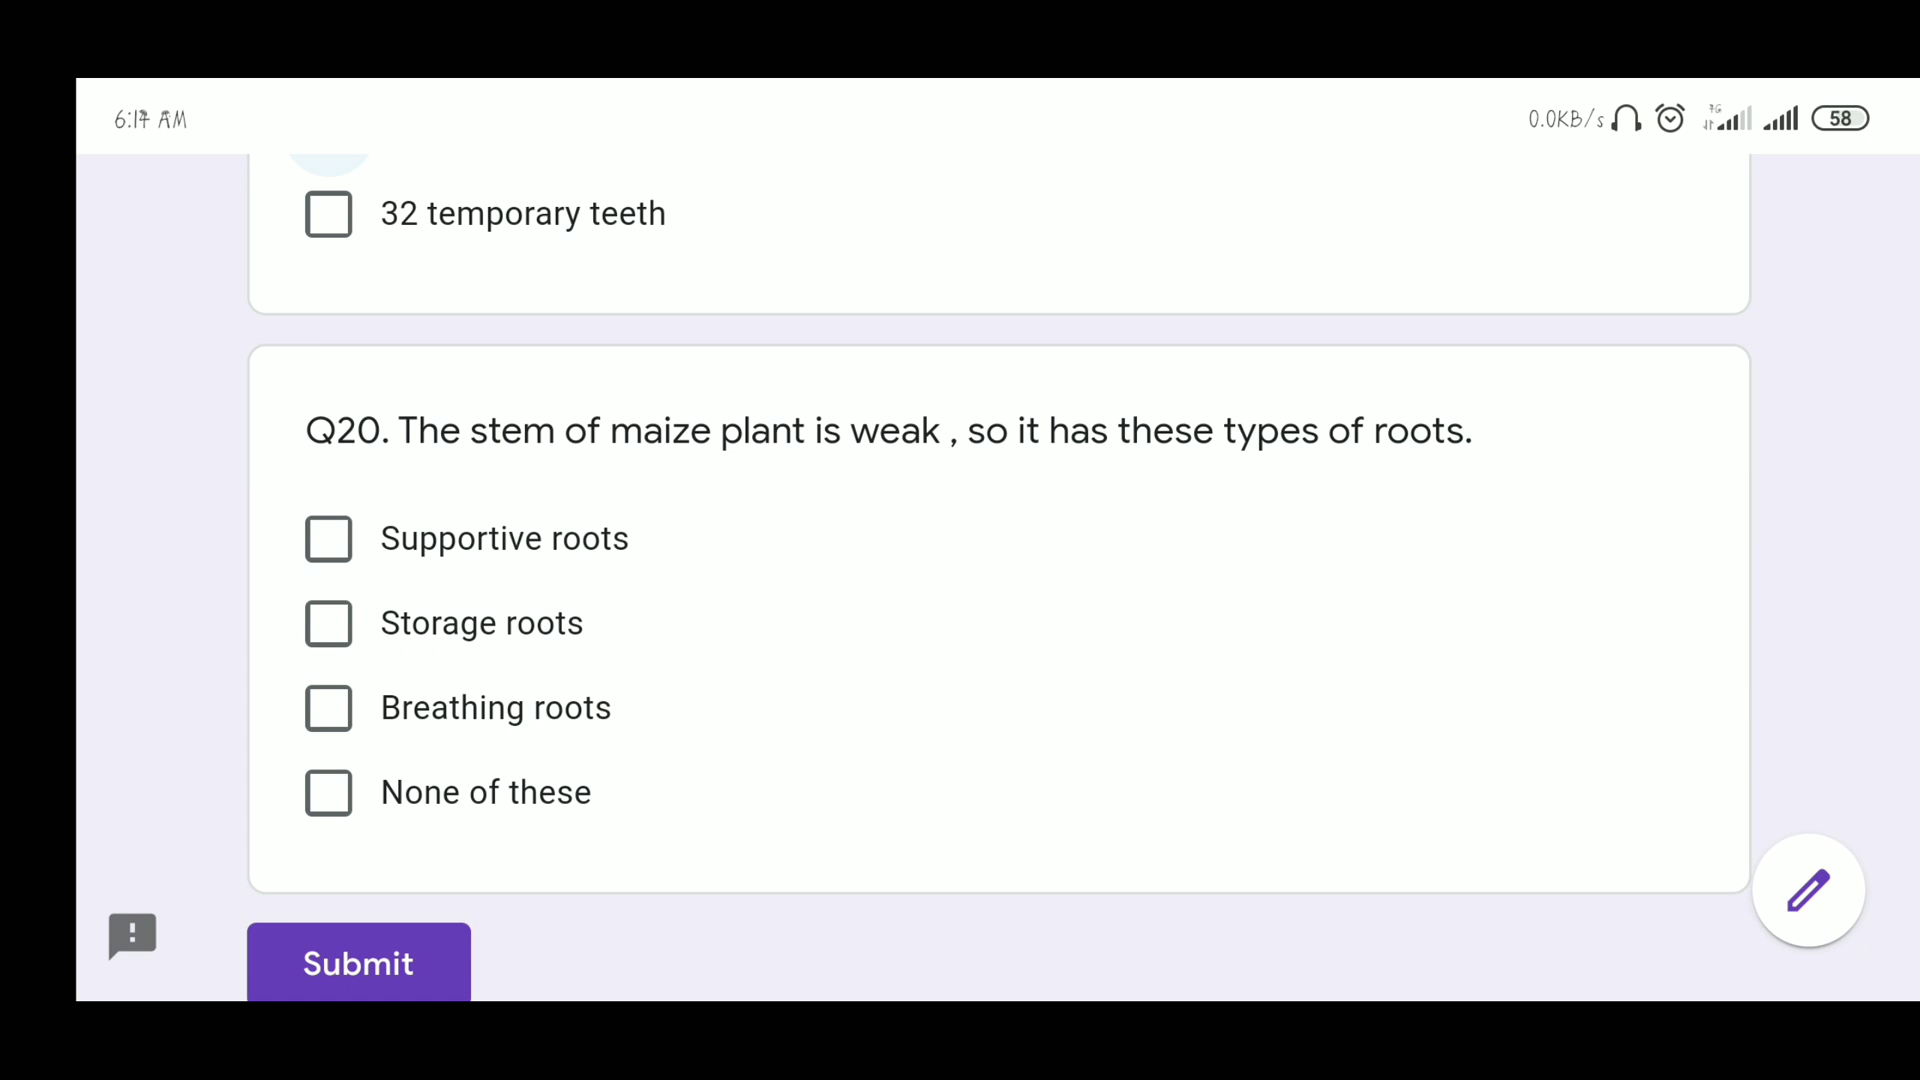 6:17 AM
0.0KB/s 58
32 temporary teeth
Q20. The stem of maize plant is weak , so it has these types of roots.
Supportive roots
Storage roots
Breathing roots
None of these
Submit